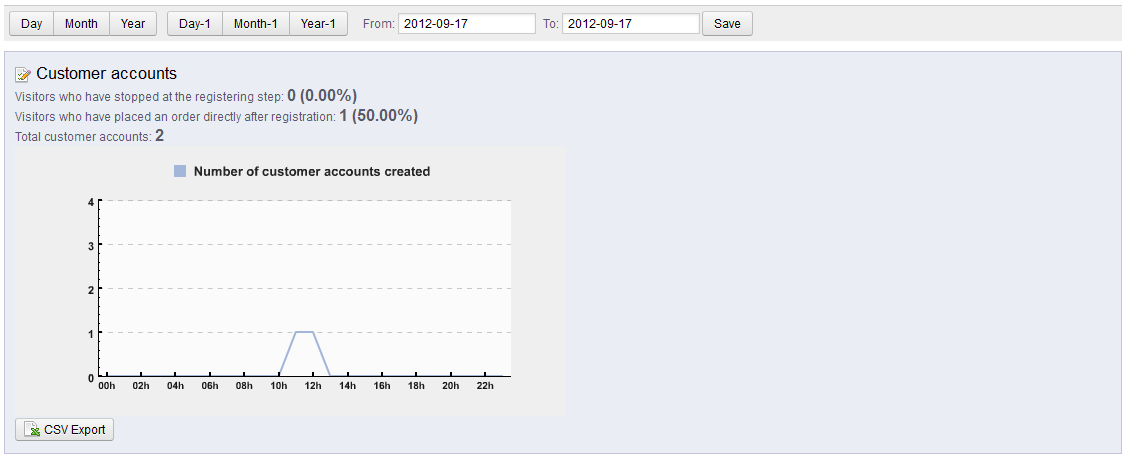 Day Month Year Day-1 Month-1 Year-1 From: 2012-09-17 To: 2012-09-17 Save
Customer accounts
Visitors who have stopped at the registering step: 0 (0.00%)
Visitors who have placed an order directly after registration: 1 (50.00%)
Total customer accounts: 2
Number of customer accounts created
4
3
2
1
0
00h 02h 04h 06h 08h 10h 12h 14h 16h 18h 20h 22h
CSV Export